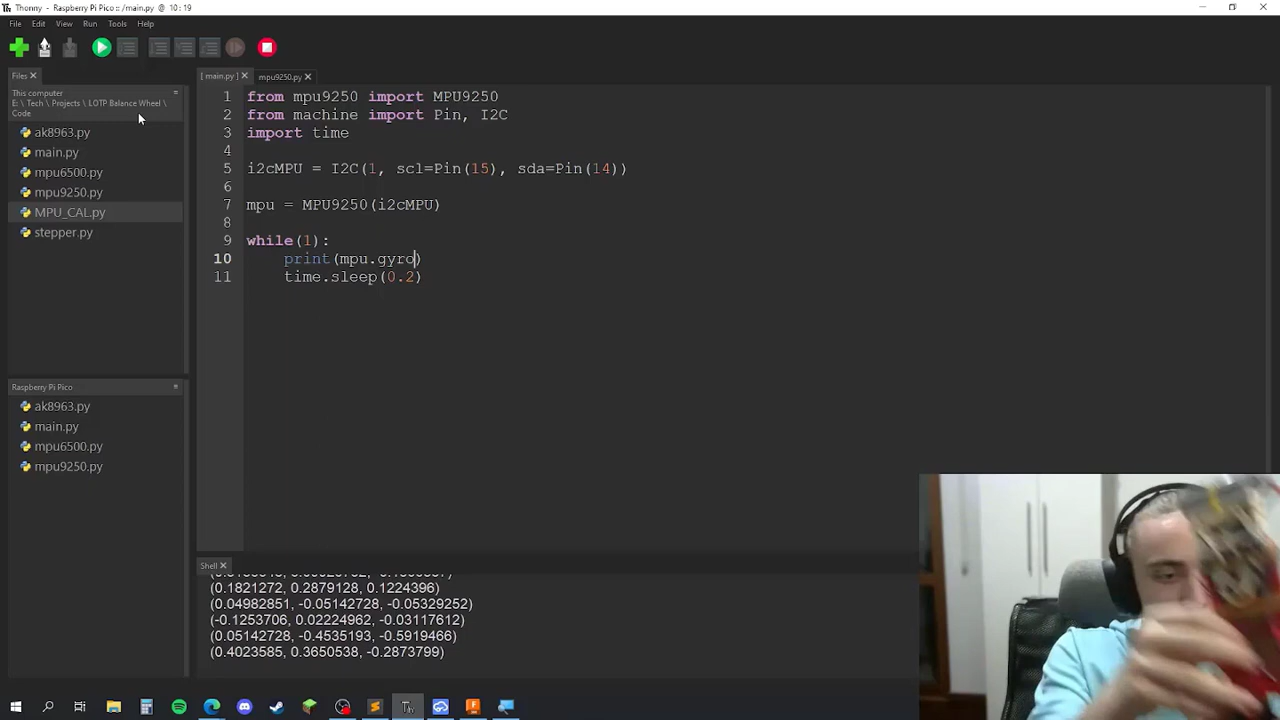 Thonny - Raspberry Pi Pico :: /main.py @ 10 : 19
File Edit View Run Tools Help
Files
This computer
E: \ Tech \ Projects \ LOTP Balance Wheel \
Code
ak8963.py
main.py
mpu6500.py
mpu9250.py
MPU_CAL.py
stepper.py
Raspberry Pi Pico
ak8963.py
main.py
mpu6500.py
mpu9250.py
[ main.py ] mpu9250.py
1 from mpu9250 import MPU9250
2 from machine import Pin, I2C
3 import time
4
5 i2cMPU = I2C(1, scl=Pin(15), sda=Pin(14))
6
7 mpu = MPU9250(i2cMPU)
8
9 while(1):
10 print(mpu.gyro)
11 time.sleep(0.2)
Shell
(0.1821272, 0.2879128, 0.1224396)
(0.04982851, -0.05142728, -0.05329252)
(-0.1253706, 0.02224962, -0.03117612)
(0.05142728, -0.4535193, -0.5919466)
(0.4023585, 0.3650538, -0.2873799)